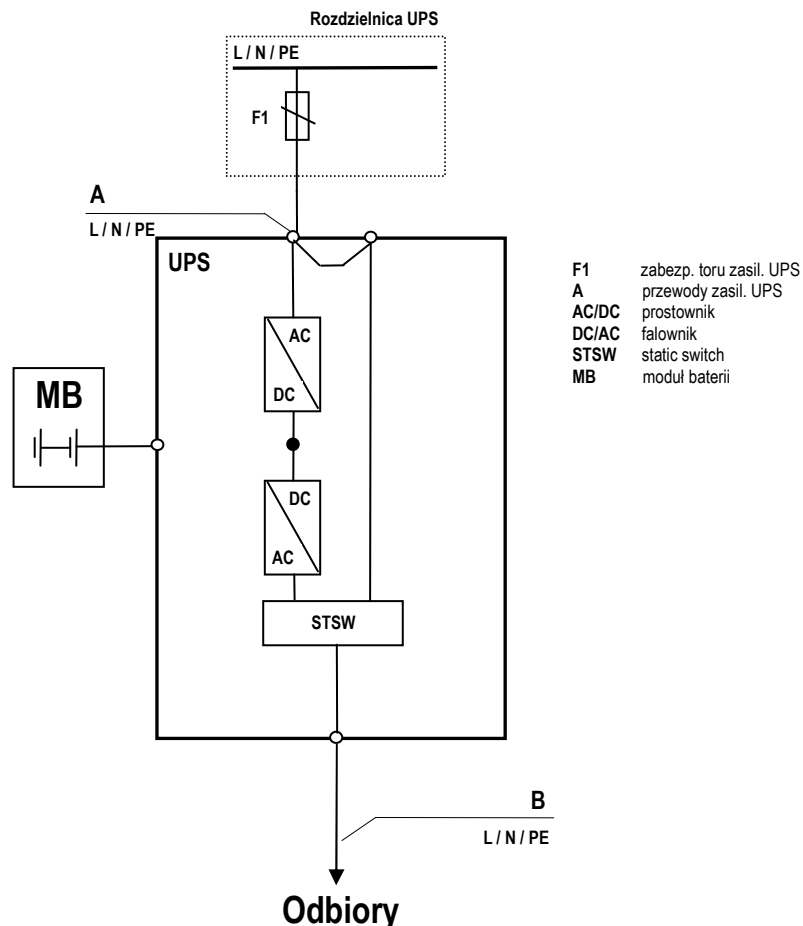 Rozdzielnica UPS
L / N / PE
F1
A
L / N / PE
UPS
F1 zabezp. toru zasil. UPS
A przewody zasil. UPS
AC/DC prostownik
DC/AC falownik
STSW static switch
MB moduł baterii
AC
DC
MB
DC
AC
STSW
B
L / N / PE
Odbiory